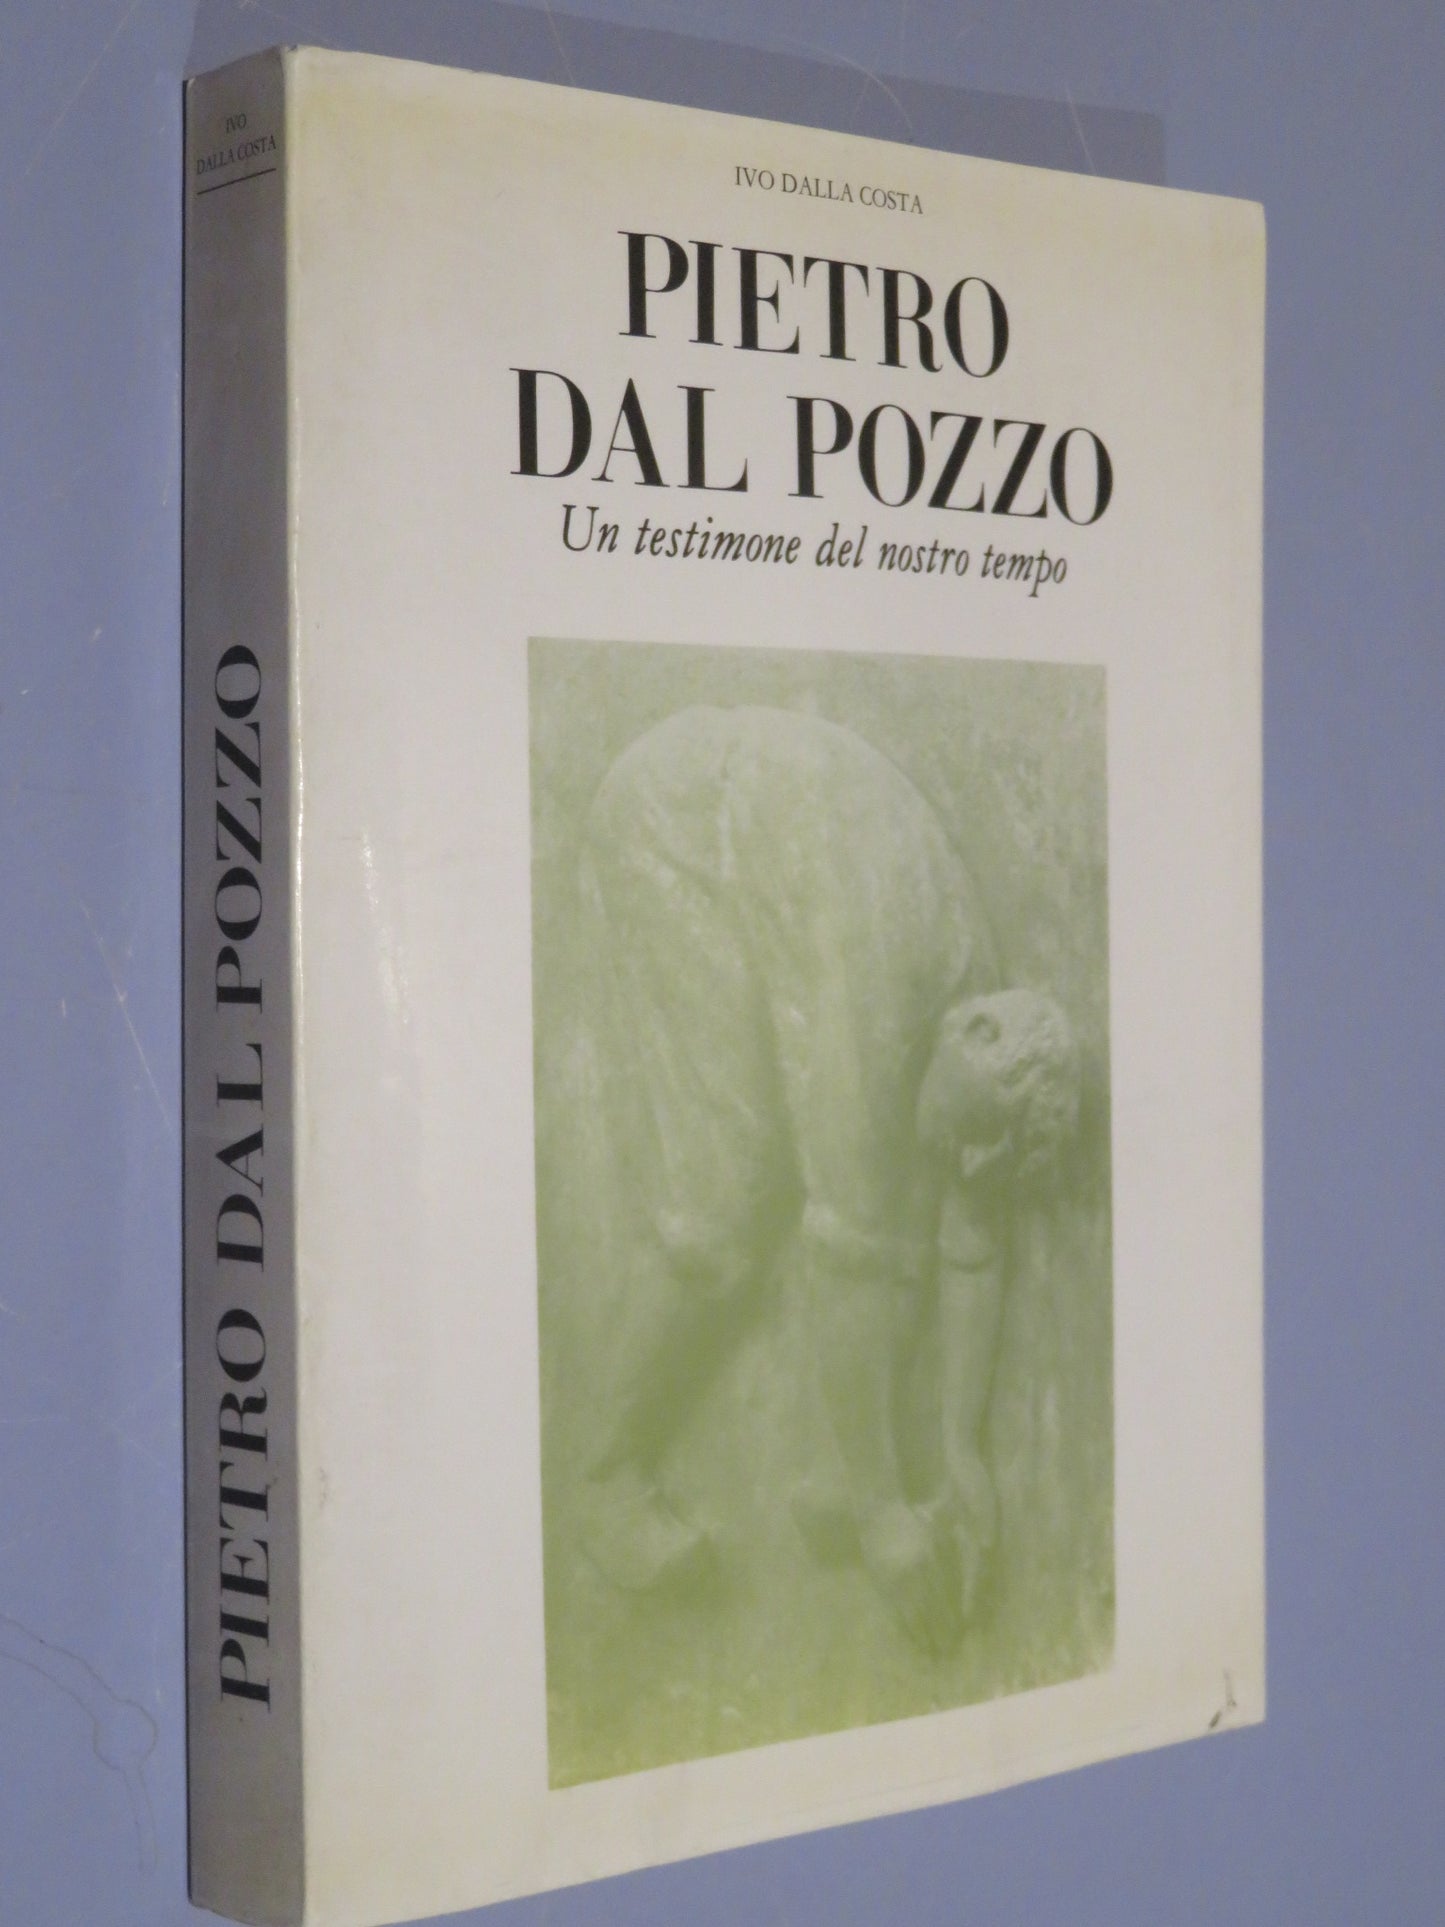 IVO
DALLA COSTA
PIETRO DAL POZZO
IVO DALLA COSTA
PIETRO
DAL POZZO
Un testimone del nostro tempo